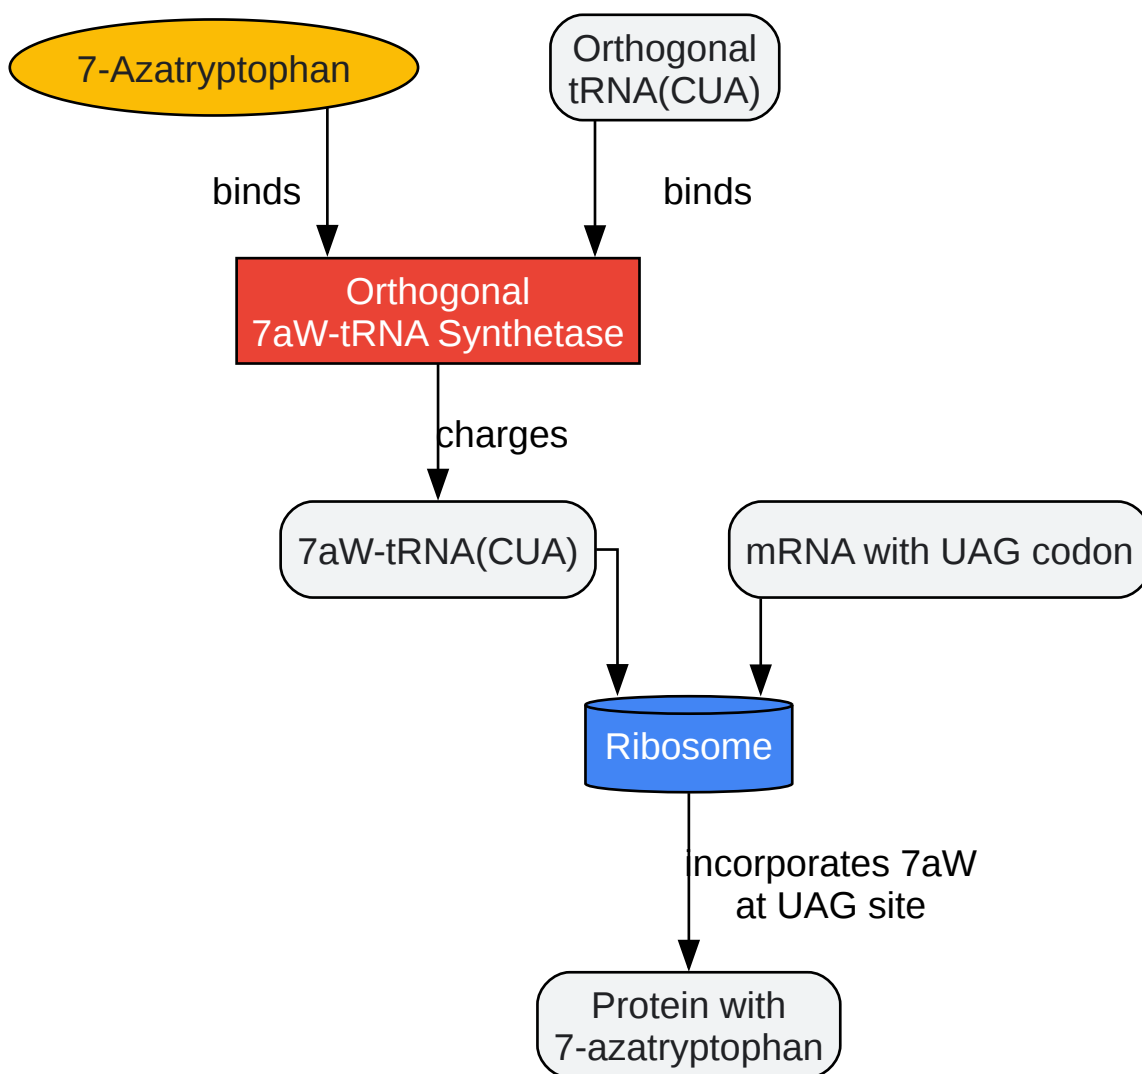 7-Azatryptophan
Orthogonal
tRNA(CUA)
binds
binds
Orthogonal
7aW-tRNA Synthetase
charges
7aW-tRNA(CUA)
mRNA with UAG codon
Ribosome
incorporates 7aW
at UAG site
Protein with
7-azatryptophan